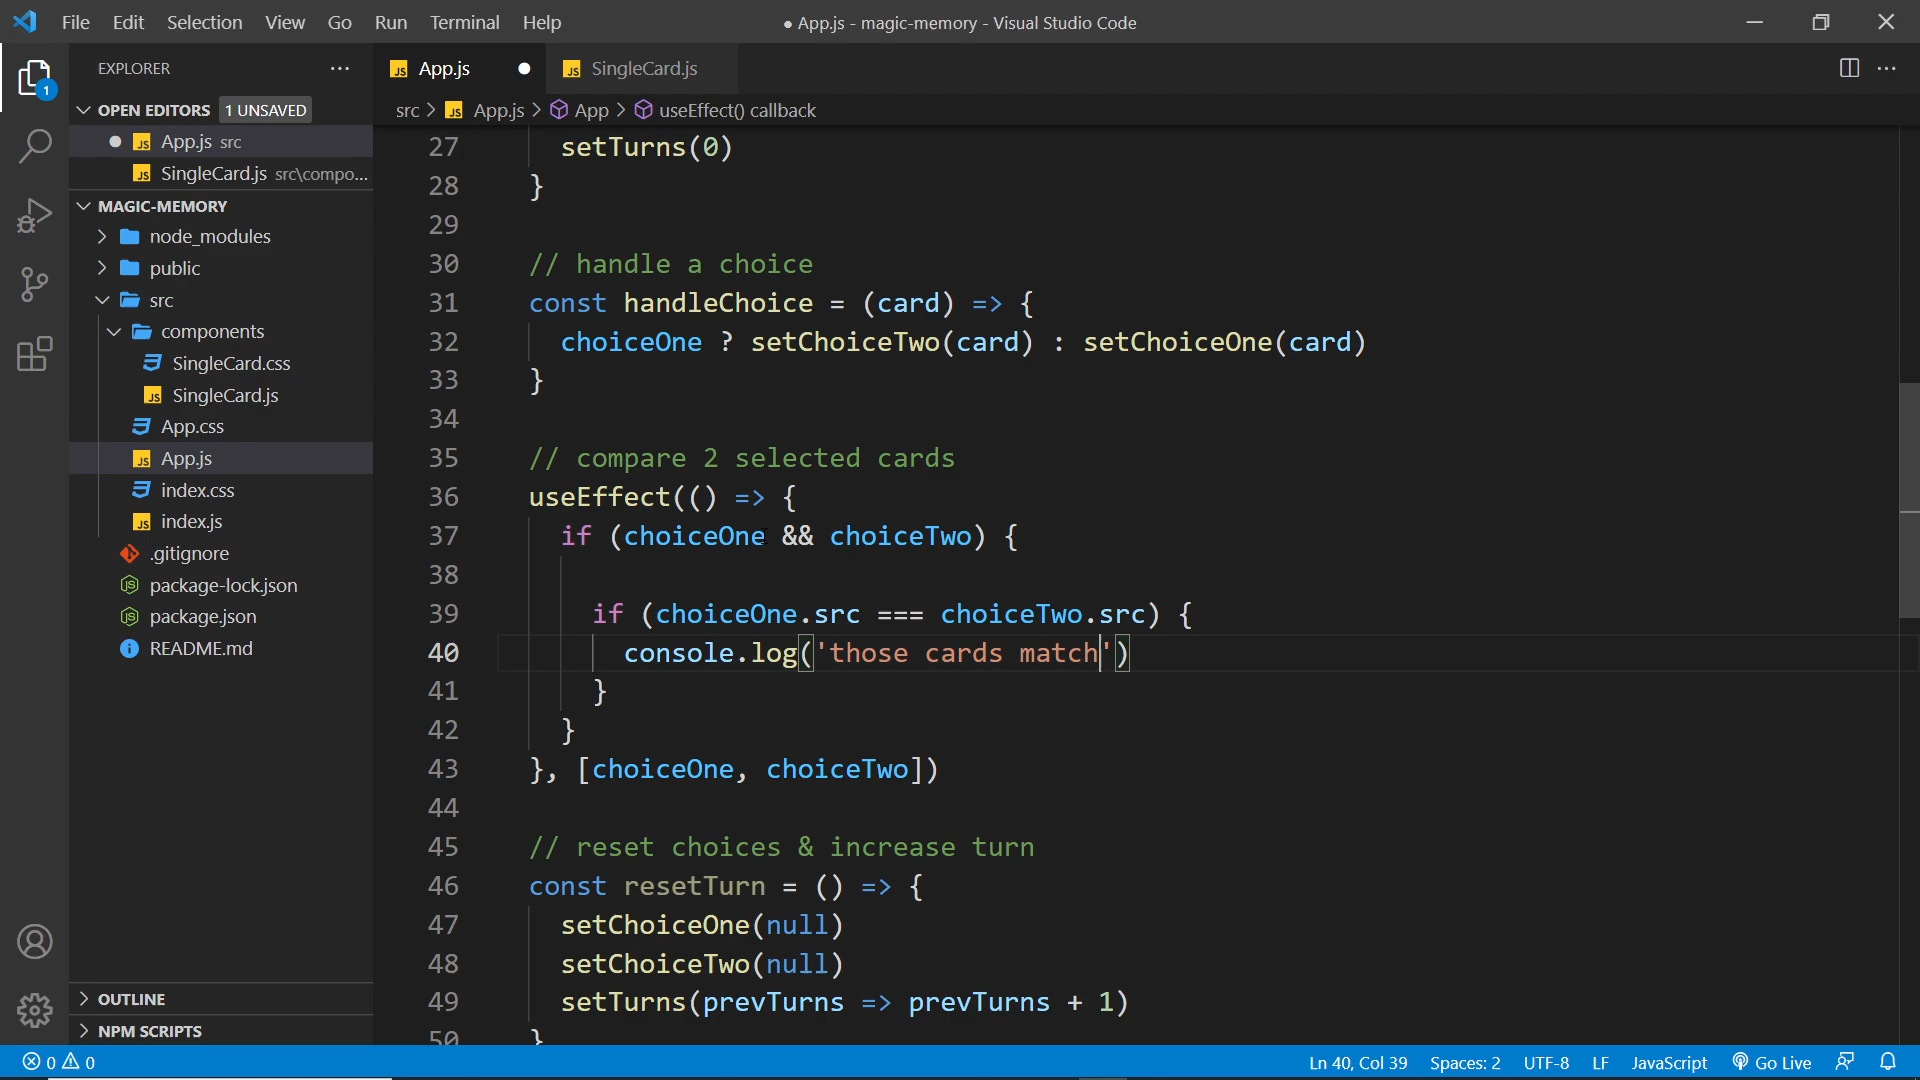 File Edit Selection View Go Run Terminal Help
● App.js - magic-memory - Visual Studio Code
EXPLORER
OPEN EDITORS 1 UNSAVED
App.js src
SingleCard.js src\compo...
MAGIC-MEMORY
node_modules
public
src
components
SingleCard.css
SingleCard.js
App.css
App.js
index.css
index.js
.gitignore
package-lock.json
package.json
README.md
OUTLINE
NPM SCRIPTS
1
JS App.js
JS SingleCard.js
src > JS App.js > App > useEffect() callback
27 setTurns(0)
28 }
29
30 // handle a choice
31 const handleChoice = (card) => {
32 choiceOne ? setChoiceTwo(card) : setChoiceOne(card)
33 }
34
35 // compare 2 selected cards
36 useEffect(() => {
37 if (choiceOne && choiceTwo) {
38
39 if (choiceOne.src === choiceTwo.src) {
40 console.log('those cards match')
41 }
42 }
43 }, [choiceOne, choiceTwo])
44
45 // reset choices & increase turn
46 const resetTurn = () => {
47 setChoiceOne(null)
48 setChoiceTwo(null)
49 setTurns(prevTurns => prevTurns + 1)
50 }
0 0
Ln 40, Col 39 Spaces: 2 UTF-8 LF JavaScript Go Live